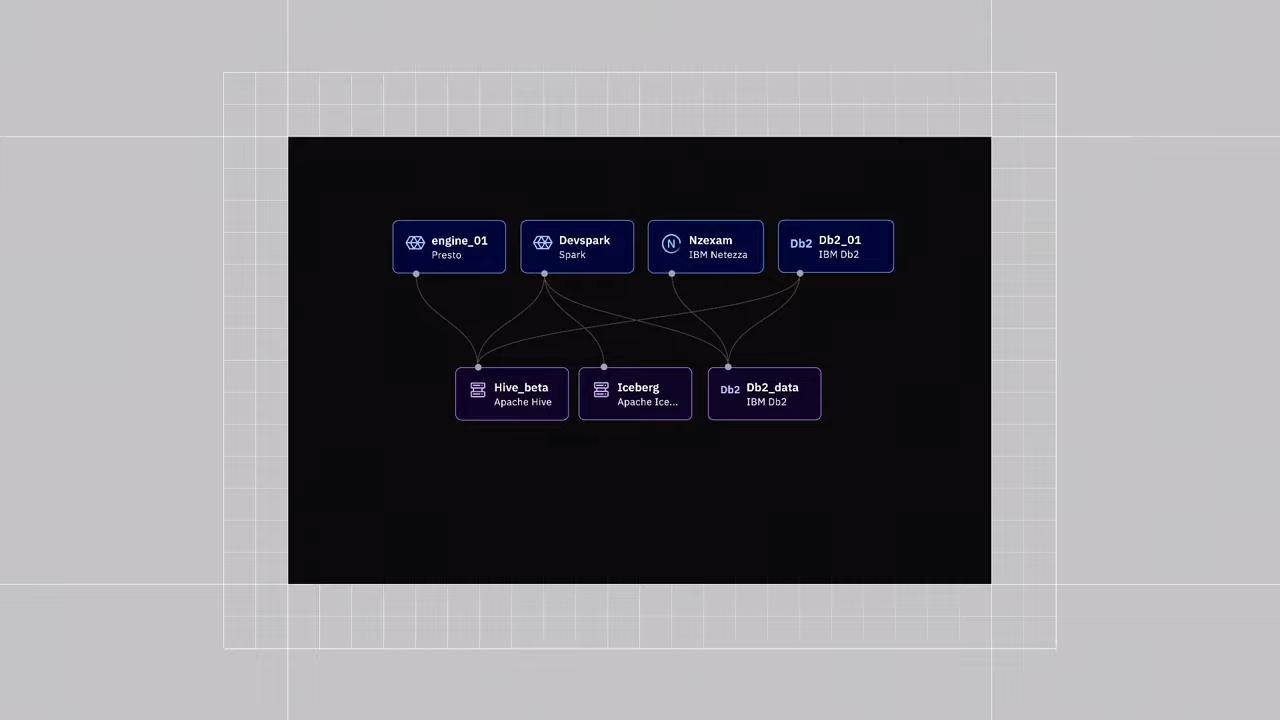 engine_01
Presto
Devspark
Spark
N
Nzexam
IBM Netezza
Db2
Db2_01
IBM Db2
Hive_beta
Apache Hive
Iceberg
Apache Ice...
Db2
Db2_data
IBM Db2